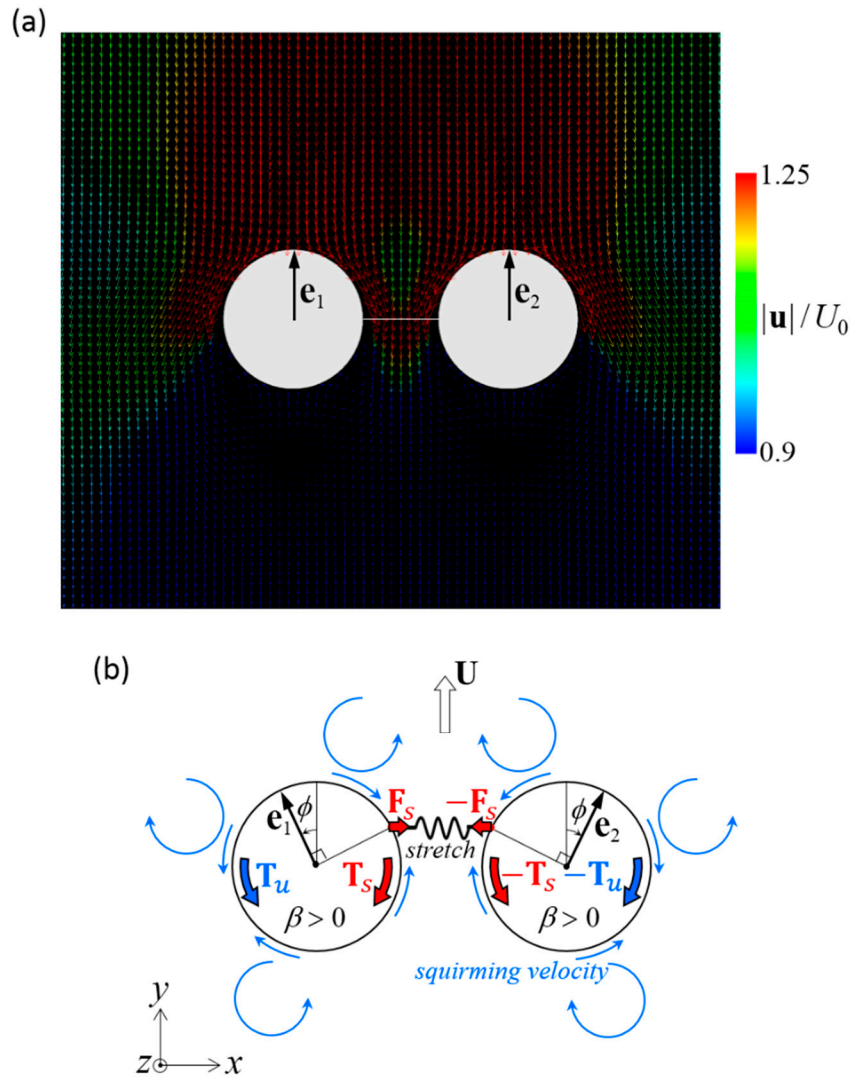 (a)
1.25
e₁
e₂
|u| / U₀
0.9
(b)
U
ϕ
e₁
Fₛ
−Fₛ
stretch
ϕ
e₂
Tᵤ
Tₛ
−Tₛ
−Tᵤ
β > 0
β > 0
squirming velocity
y
z
x